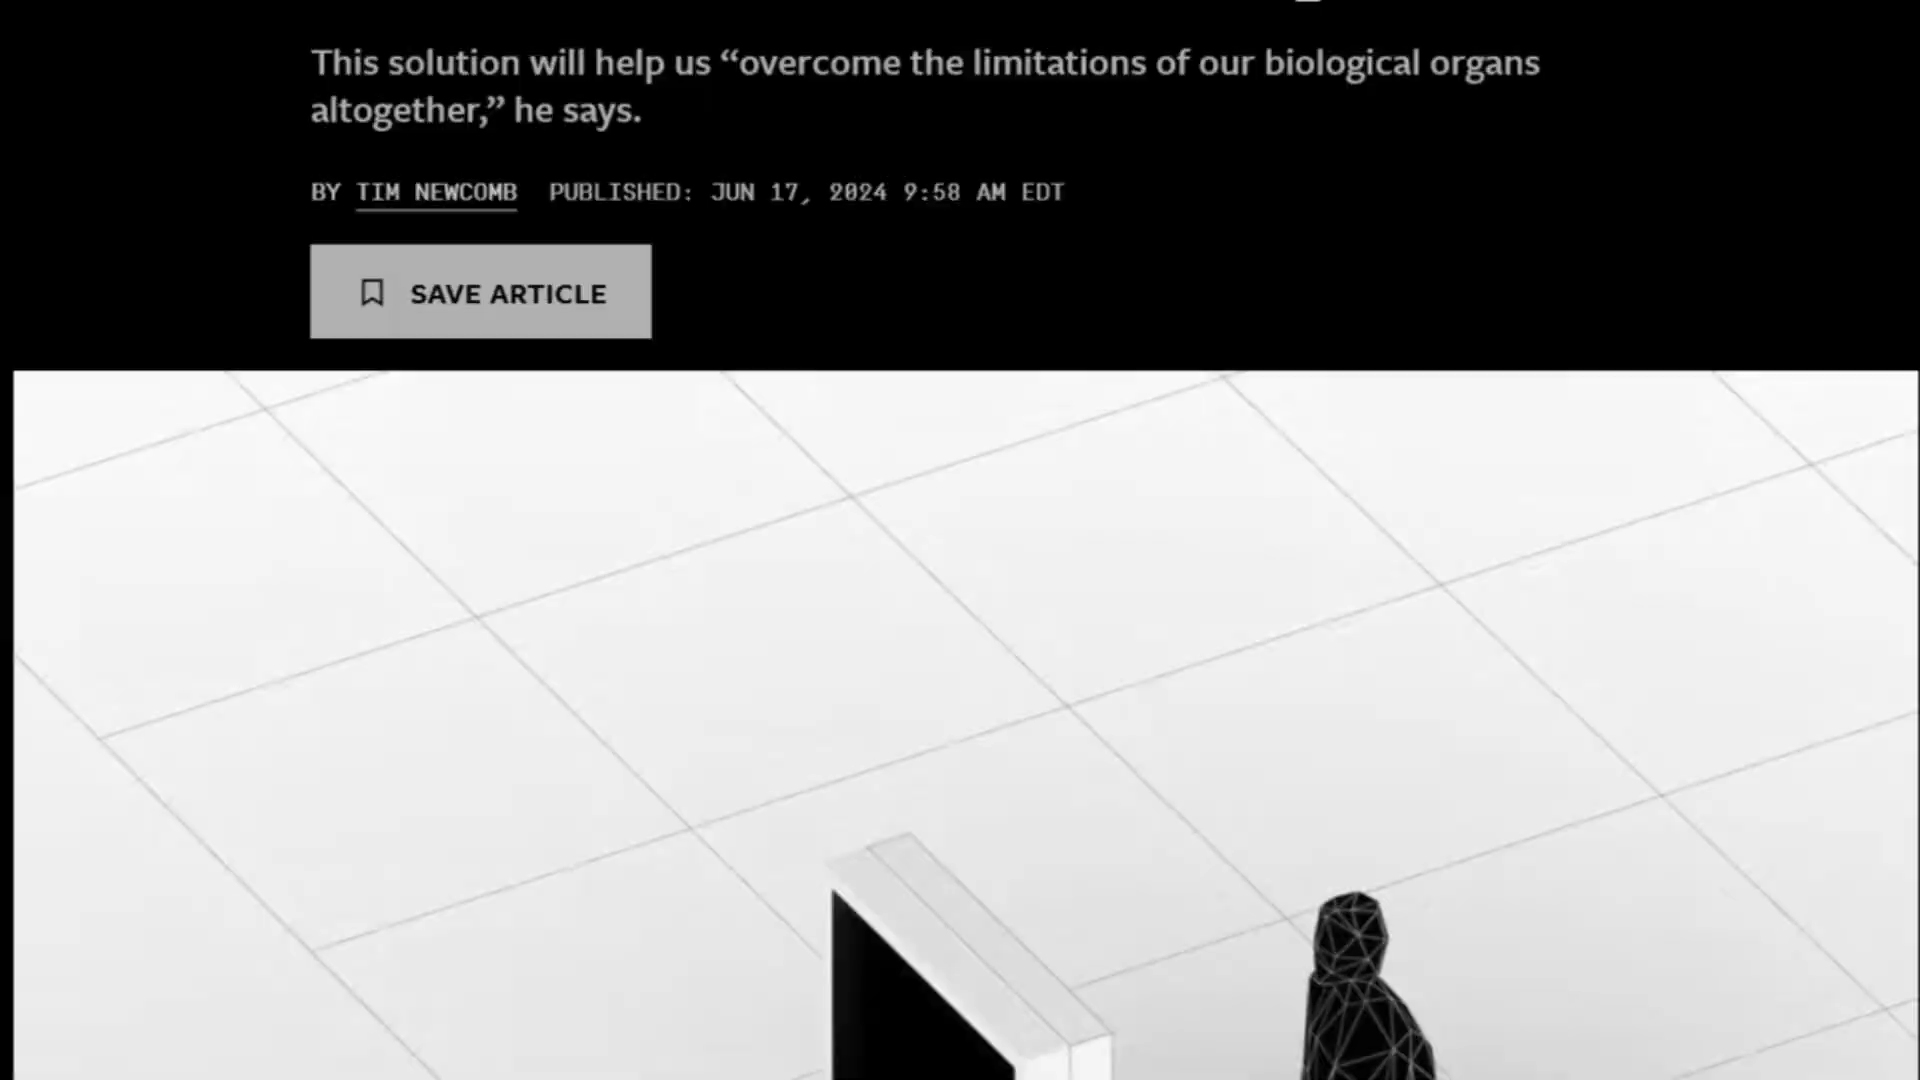 This solution will help us “overcome the limitations of our biological organs
altogether,” he says.
BY TIM NEWCOMB PUBLISHED: JUN 17, 2024 9:58 AM EDT
SAVE ARTICLE